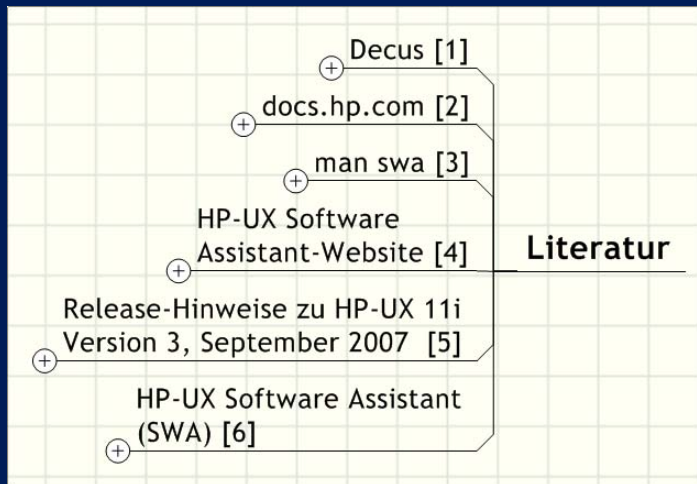 Decus [1]
docs.hp.com [2]
man swa [3]
HP-UX Software
Assistant-Website [4]
Literatur
Release-Hinweise zu HP-UX 11i
Version 3, September 2007 [5]
HP-UX Software Assistant
(SWA) [6]